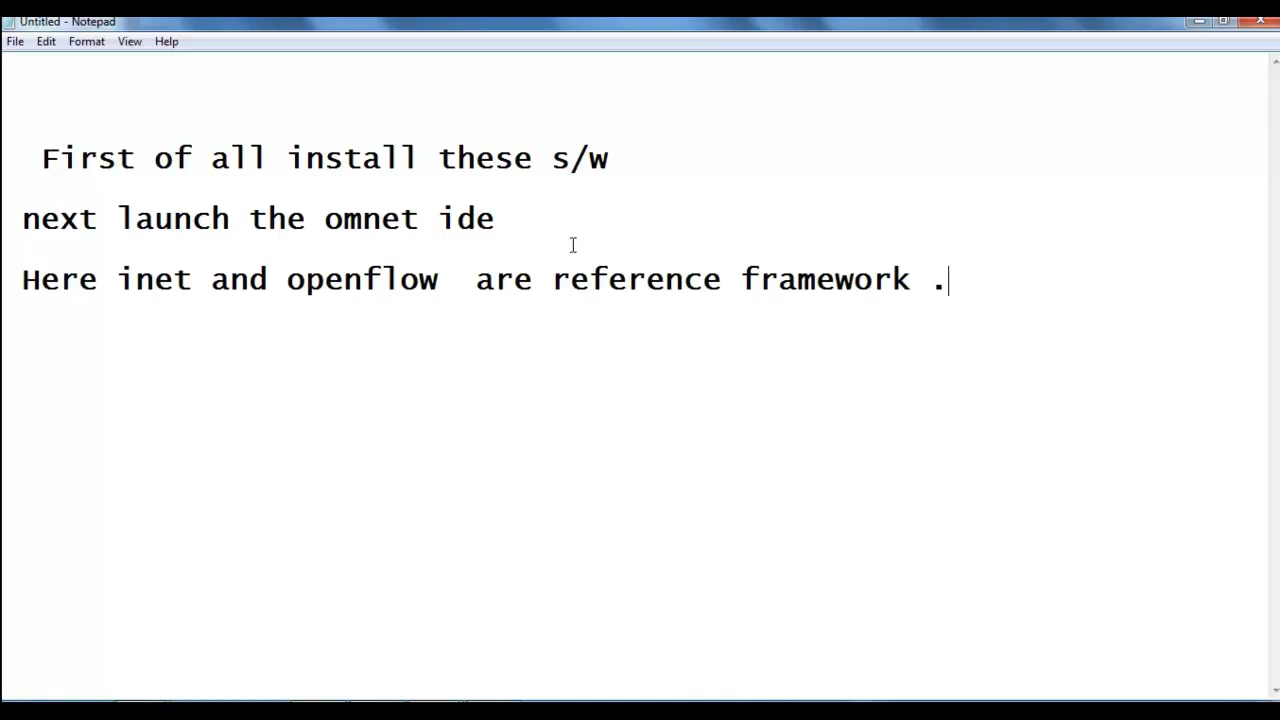 Untitled - Notepad
File Edit Format View Help
First of all install these s/w
next launch the omnet ide
Here inet and openflow  are reference framework .